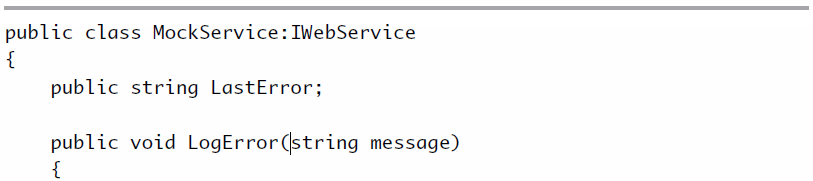 public class MockService:IWebService
{
    public string LastError;
    public void LogError(string message)
    {